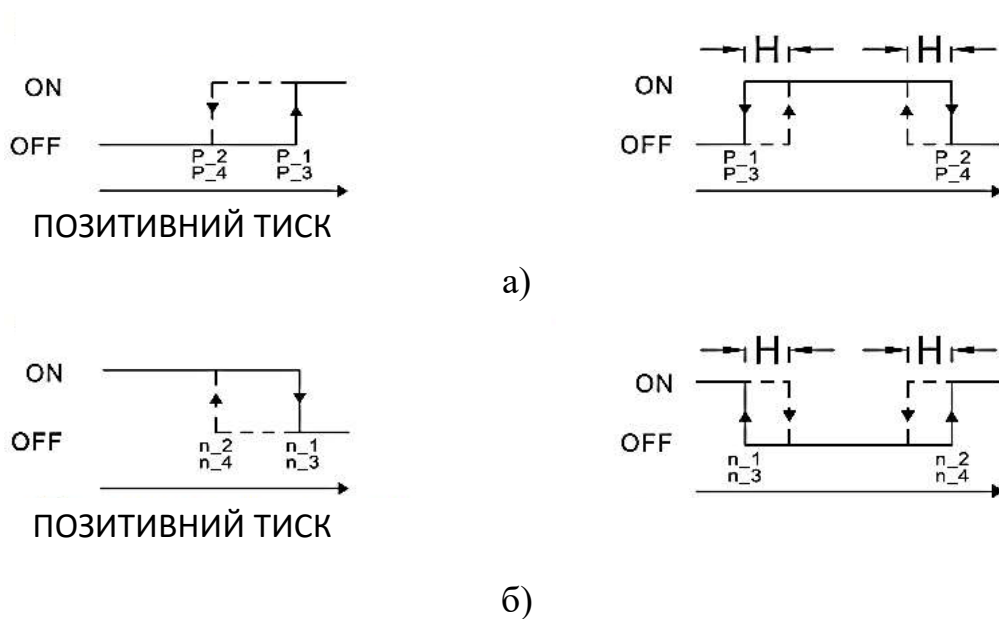 H H
ON ON
OFF OFF
P_2 P_1 P_1 P_2
P_4 P_3 P_3 P_4
ПОЗИТИВНИЙ ТИСК
а)
H H
ON ON
OFF OFF
n_2 n_1 n_1 n_2
n_4 n_3 n_3 n_4
ПОЗИТИВНИЙ ТИСК
б)